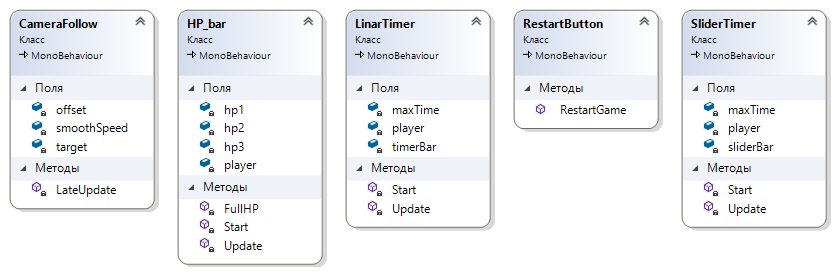 CameraFollow
Класс
MonoBehaviour
Поля
offset
smoothSpeed
target
Методы
LateUpdate
HP_bar
Класс
MonoBehaviour
Поля
hp1
hp2
hp3
player
Методы
FullHP
Start
Update
LinarTimer
Класс
MonoBehaviour
Поля
maxTime
player
timerBar
Методы
Start
Update
RestartButton
Класс
MonoBehaviour
Методы
RestartGame
SliderTimer
Класс
MonoBehaviour
Поля
maxTime
player
sliderBar
Методы
Start
Update